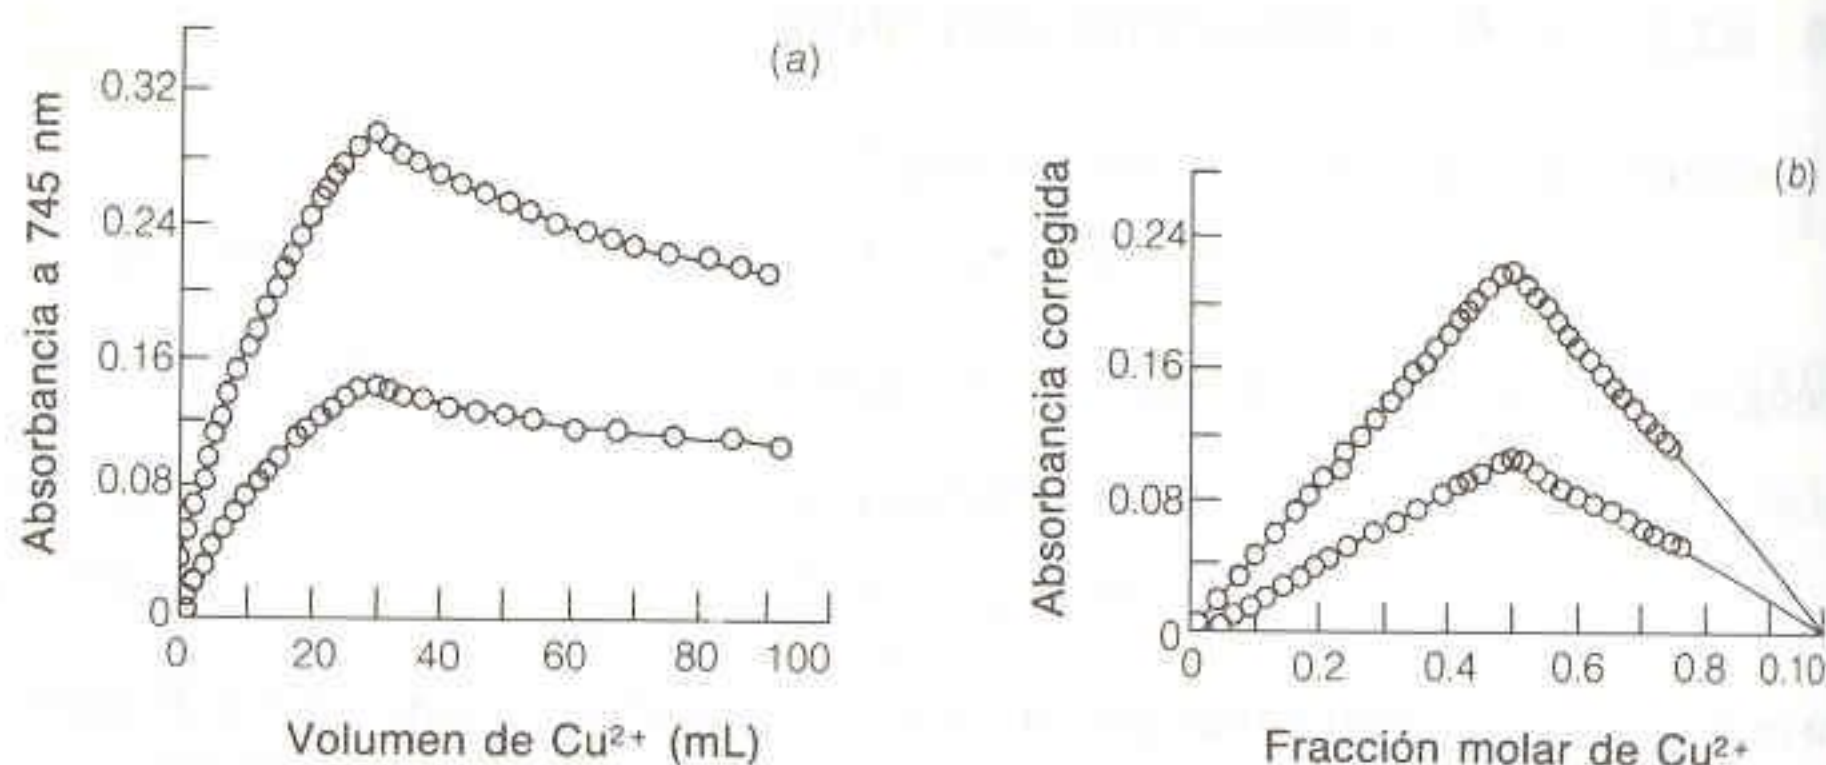 (a)
Absorbancia a 745 nm
0.32
0.24
0.16
0.08
0
0 20 40 60 80 100
Volumen de Cu²⁺ (mL)
(b)
Absorbancia corregida
0.24
0.16
0.08
0
0 0.2 0.4 0.6 0.8 0.10
Fracción molar de Cu²⁺